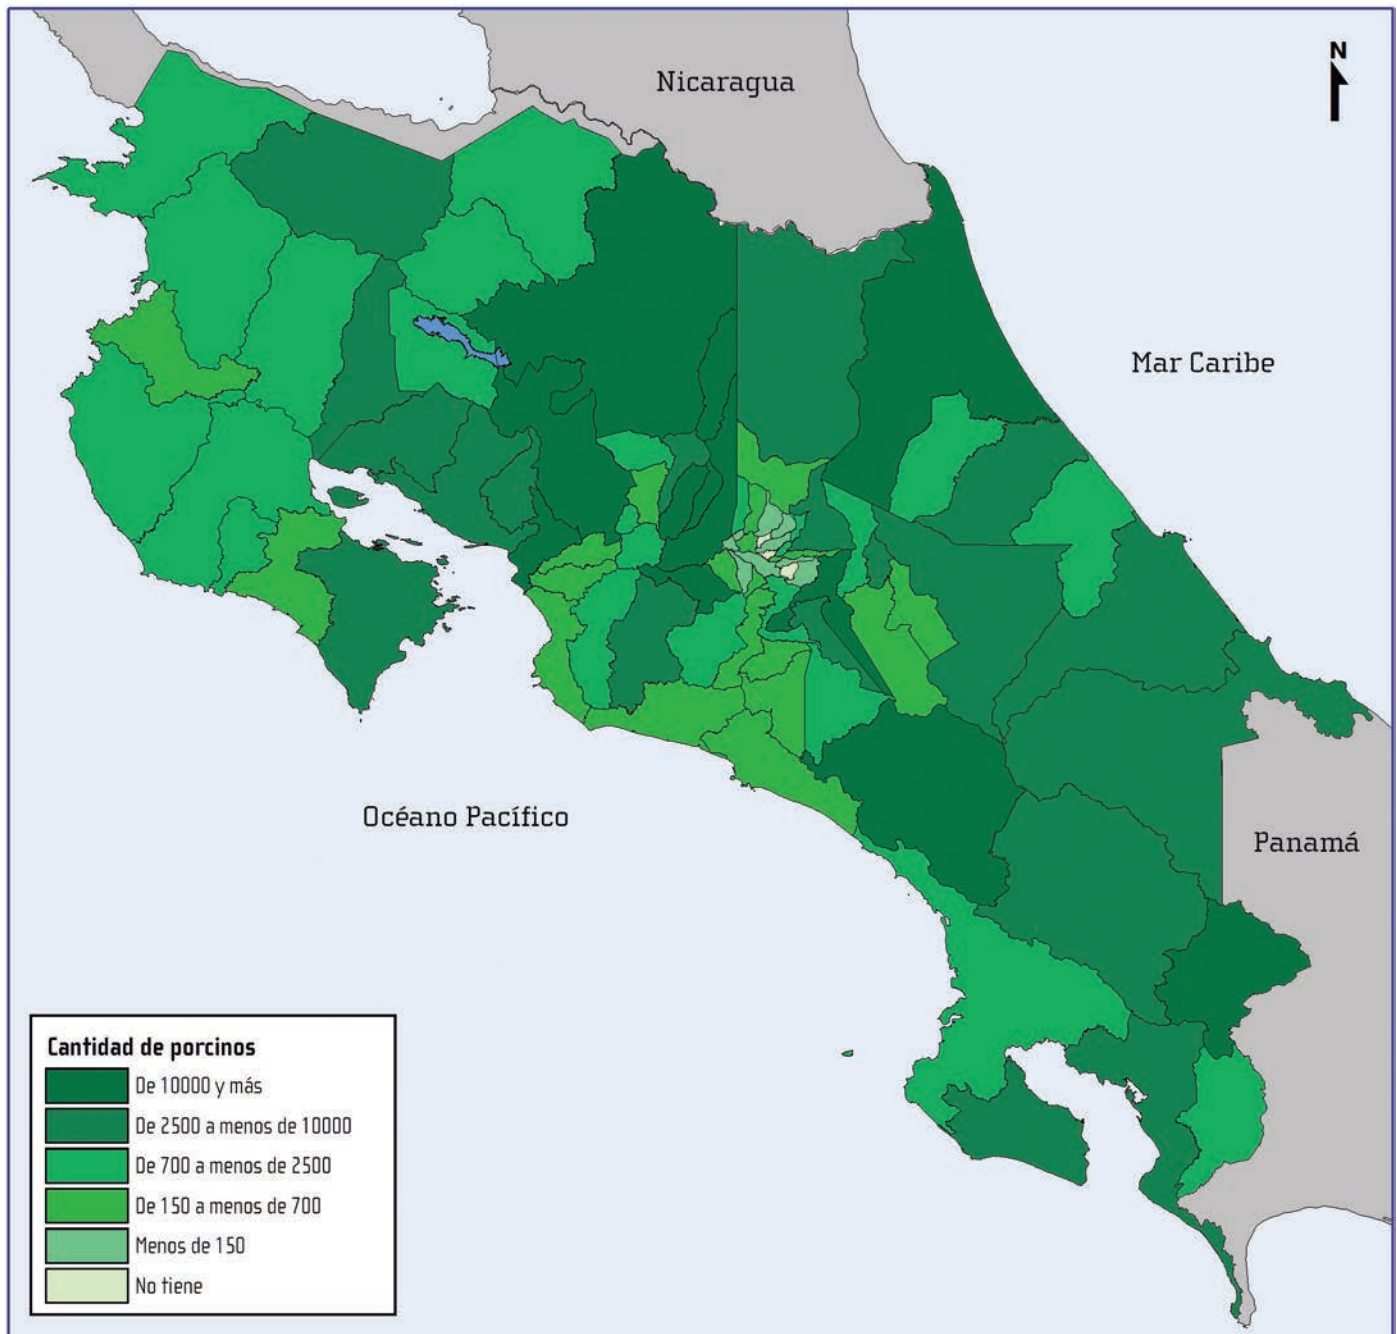 N
Nicaragua
Mar Caribe
Océano Pacífico
Panamá
Cantidad de porcinos
De 10000 y más
De 2500 a menos de 10000
De 700 a menos de 2500
De 150 a menos de 700
Menos de 150
No tiene